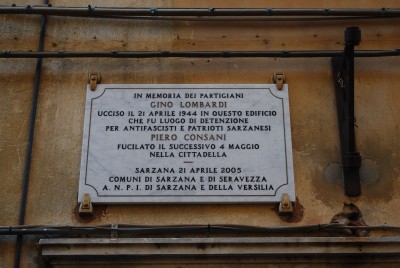 IN MEMORIA DEI PARTIGIANI
GINO LOMBARDI
UCCISO IL 21 APRILE 1944 IN QUESTO EDIFICIO
CHE FU LUOGO DI DETENZIONE
PER ANTIFASCISTI E PATRIOTI SARZANESI
PIERO CONSANI
FUCILATO IL SUCCESSIVO 4 MAGGIO
NELLA CITTADELLA
SARZANA 21 APRILE 2005
COMUNI DI SARZANA E DI SERAVEZZA
A. N. P. I. DI SARZANA E DELLA VERSILIA